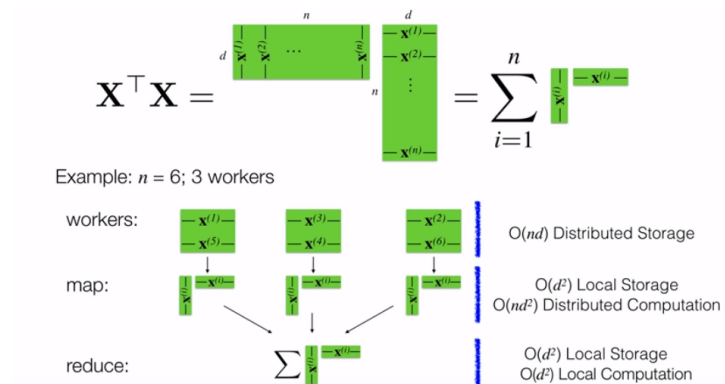 n
d
d
x⁽¹⁾ x⁽²⁾ ... x⁽ⁿ⁾
x⁽¹⁾
x⁽²⁾
⋮
x⁽ⁿ⁾
n
X⊤X = = n ∑ i=1 x⁽ⁱ⁾ x⁽ⁱ⁾
Example: n = 6; 3 workers
workers:
x⁽¹⁾ x⁽³⁾ x⁽²⁾
x⁽⁵⁾ x⁽⁴⁾ x⁽⁶⁾
O(nd) Distributed Storage
map:
x⁽ⁱ⁾ x⁽ⁱ⁾ x⁽ⁱ⁾ x⁽ⁱ⁾ x⁽ⁱ⁾ x⁽ⁱ⁾
O(d²) Local Storage
O(nd²) Distributed Computation
reduce:
∑ x⁽ⁱ⁾ x⁽ⁱ⁾
O(d²) Local Storage
O(d²) Local Computation